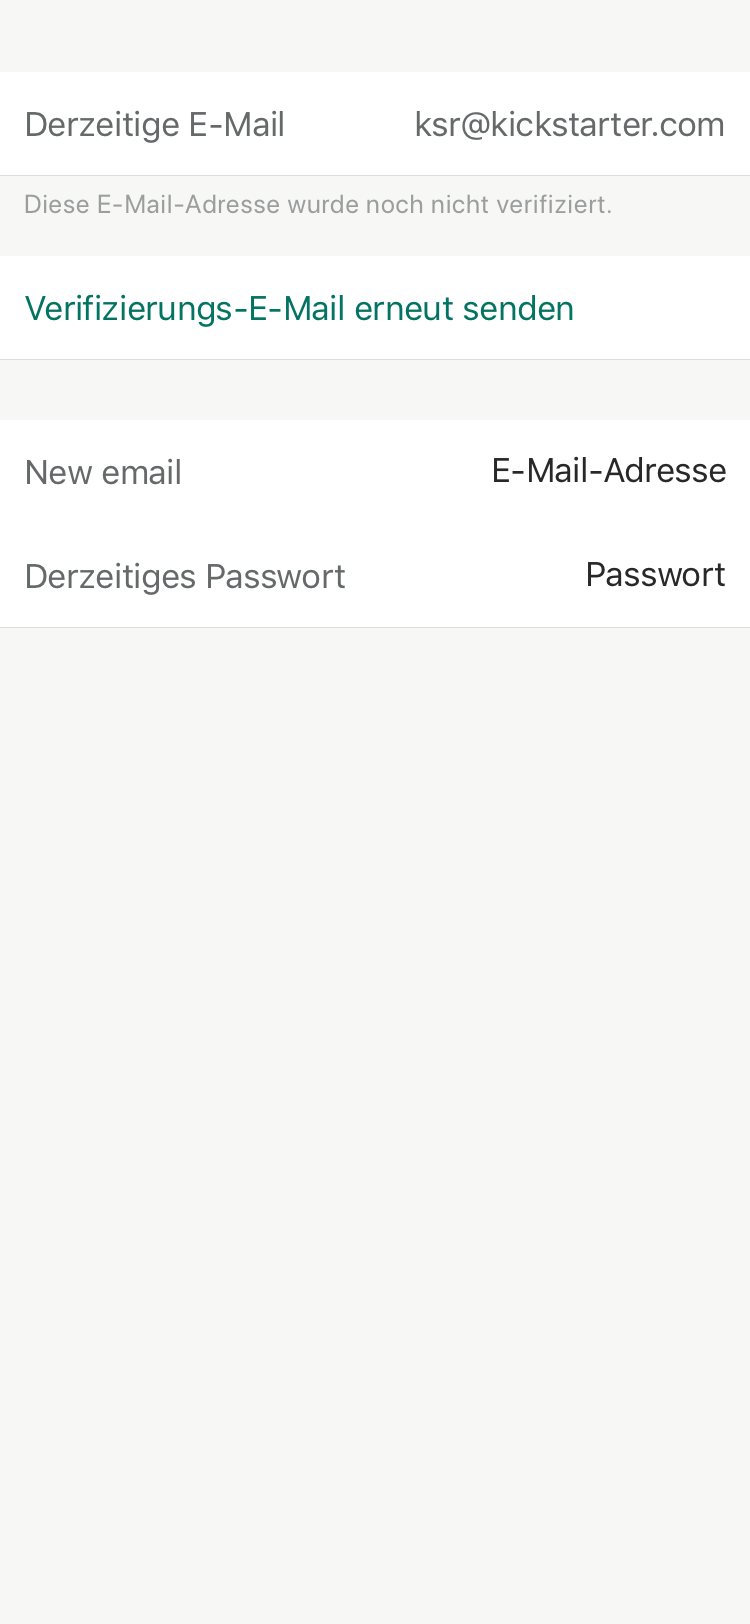 Derzeitige E-Mail ksr@kickstarter.com
Diese E-Mail-Adresse wurde noch nicht verifiziert.
Verifizierungs-E-Mail erneut senden
New email E-Mail-Adresse
Derzeitiges Passwort Passwort